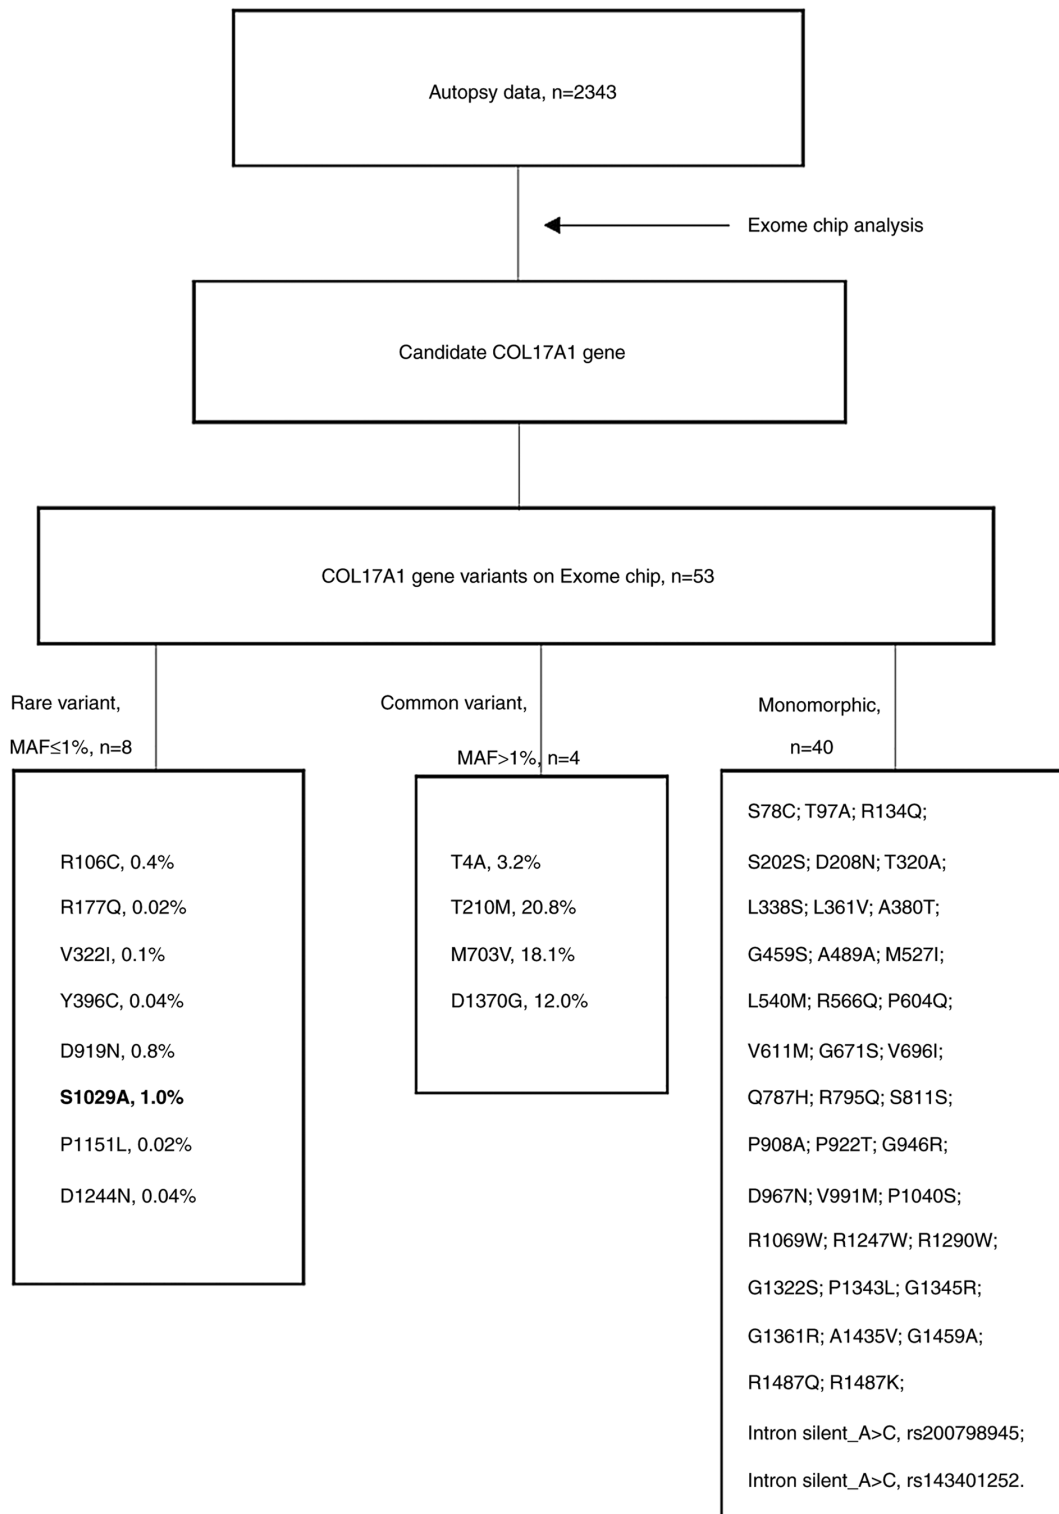 Autopsy data, n=2343
Exome chip analysis
Candidate COL17A1 gene
COL17A1 gene variants on Exome chip, n=53
Rare variant,
MAF≤1%, n=8
R106C, 0.4%
R177Q, 0.02%
V322I, 0.1%
Y396C, 0.04%
D919N, 0.8%
S1029A, 1.0%
P1151L, 0.02%
D1244N, 0.04%
Common variant,
MAF>1%, n=4
T4A, 3.2%
T210M, 20.8%
M703V, 18.1%
D1370G, 12.0%
Monomorphic,
n=40
S78C; T97A; R134Q;
S202S; D208N; T320A;
L338S; L361V; A380T;
G459S; A489A; M527I;
L540M; R566Q; P604Q;
V611M; G671S; V696I;
Q787H; R795Q; S811S;
P908A; P922T; G946R;
D967N; V991M; P1040S;
R1069W; R1247W; R1290W;
G1322S; P1343L; G1345R;
G1361R; A1435V; G1459A;
R1487Q; R1487K;
Intron silent_A>C, rs200798945;
Intron silent_A>C, rs143401252.